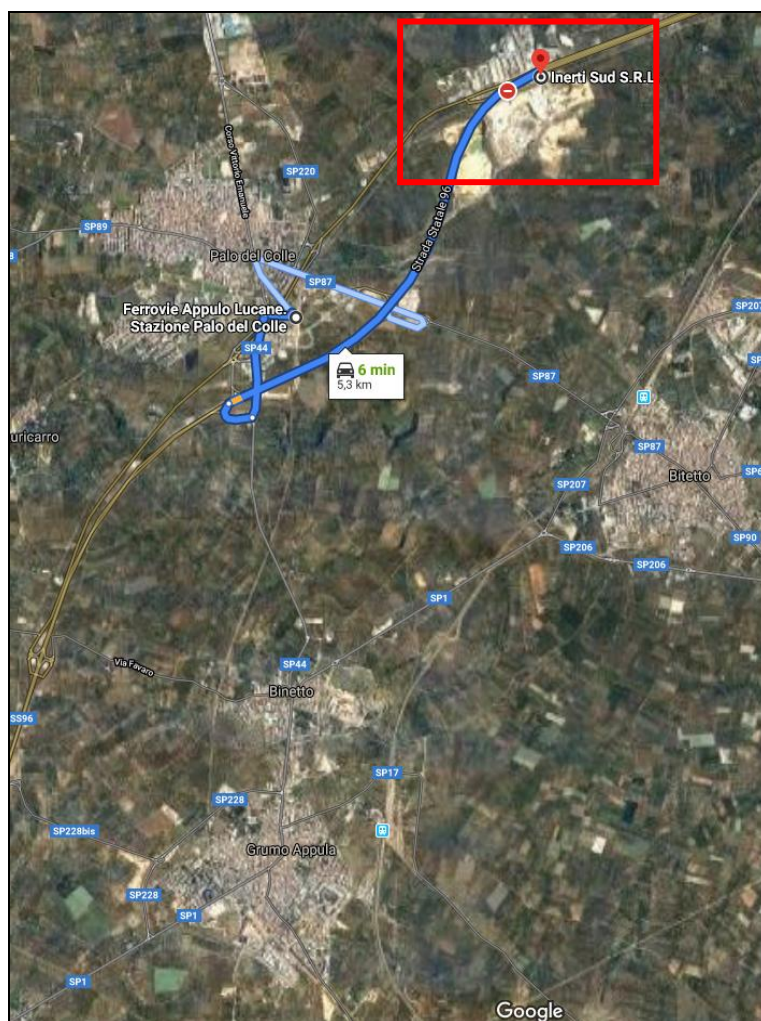 Inerti Sud S.R.L
Corso Vittorio Emanuele
SP220
SP89
Strada Statale 96
Palo del Colle
SP87
Ferrovie Appulo Lucane.
Stazione Palo del Colle
SP207
SP44
6 min
5,3 km
SP87
uricarro
SP87
Bitetto
SP207
SP90
SP206
SP206
SP1
Via Favaro
SP44
Binetto
SS96
SP17
SP228
SP228bis
Grumo Appula
SP228
SP1
SP1
Google